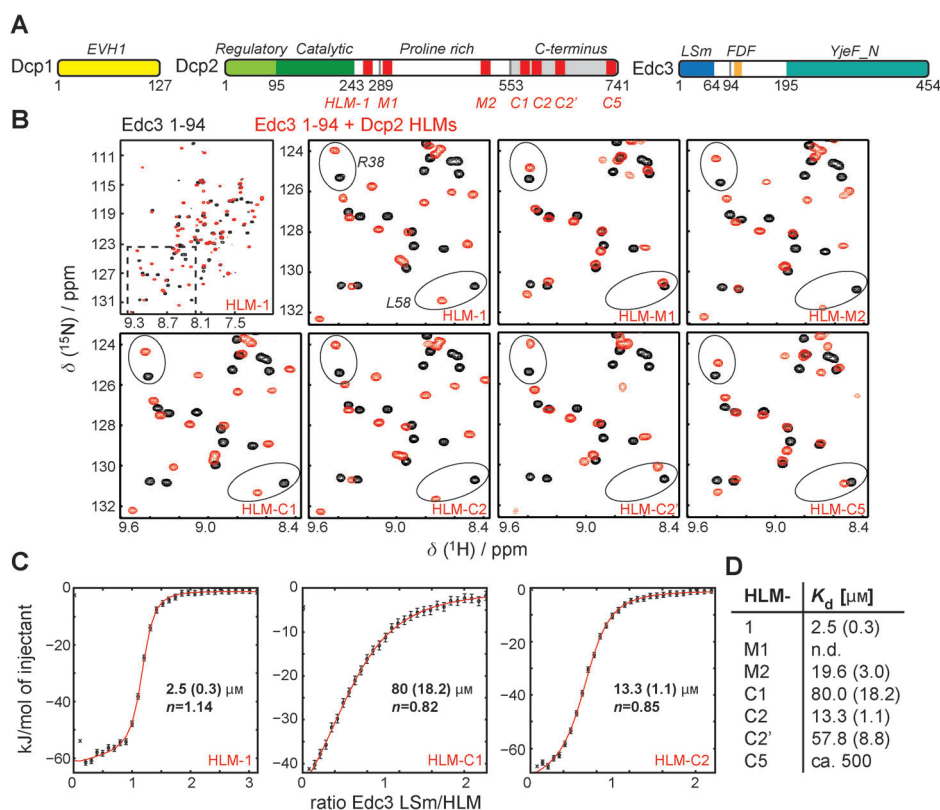 A
EVH1
Dcp1
1 127
Regulatory Catalytic Proline rich C-terminus
Dcp2
1 95 243 289 553 741
HLM-1 M1 M2 C1 C2 C2' C5
LSm FDF YjeF_N
Edc3
1 64 94 195 454
B
Edc3 1-94 Edc3 1-94 + Dcp2 HLMs
111
115
119
123
127
131
9.3 8.7 8.1 7.5
HLM-1
124
126
128
130
132
R38
L58
HLM-1
HLM-M1
HLM-M2
124
126
128
130
132
HLM-C1
HLM-C2
HLM-C2'
HLM-C5
9.6 9.0 8.4
9.6 9.0 8.4
9.6 9.0 8.4
9.6 9.0 8.4
δ (15N) / ppm
δ (1H) / ppm
C
kJ/mol of injectant
0
−20
−40
−60
0 1 2 3
2.5 (0.3) μM
n=1.14
HLM-1
0
−10
−20
−30
−40
0 1 2
80 (18.2) μM
n=0.82
HLM-C1
0
−20
−40
−60
0 1 2
13.3 (1.1) μM
n=0.85
HLM-C2
ratio Edc3 LSm/HLM
D
HLM- Kd [μM]
1 2.5 (0.3)
M1 n.d.
M2 19.6 (3.0)
C1 80.0 (18.2)
C2 13.3 (1.1)
C2' 57.8 (8.8)
C5 ca. 500